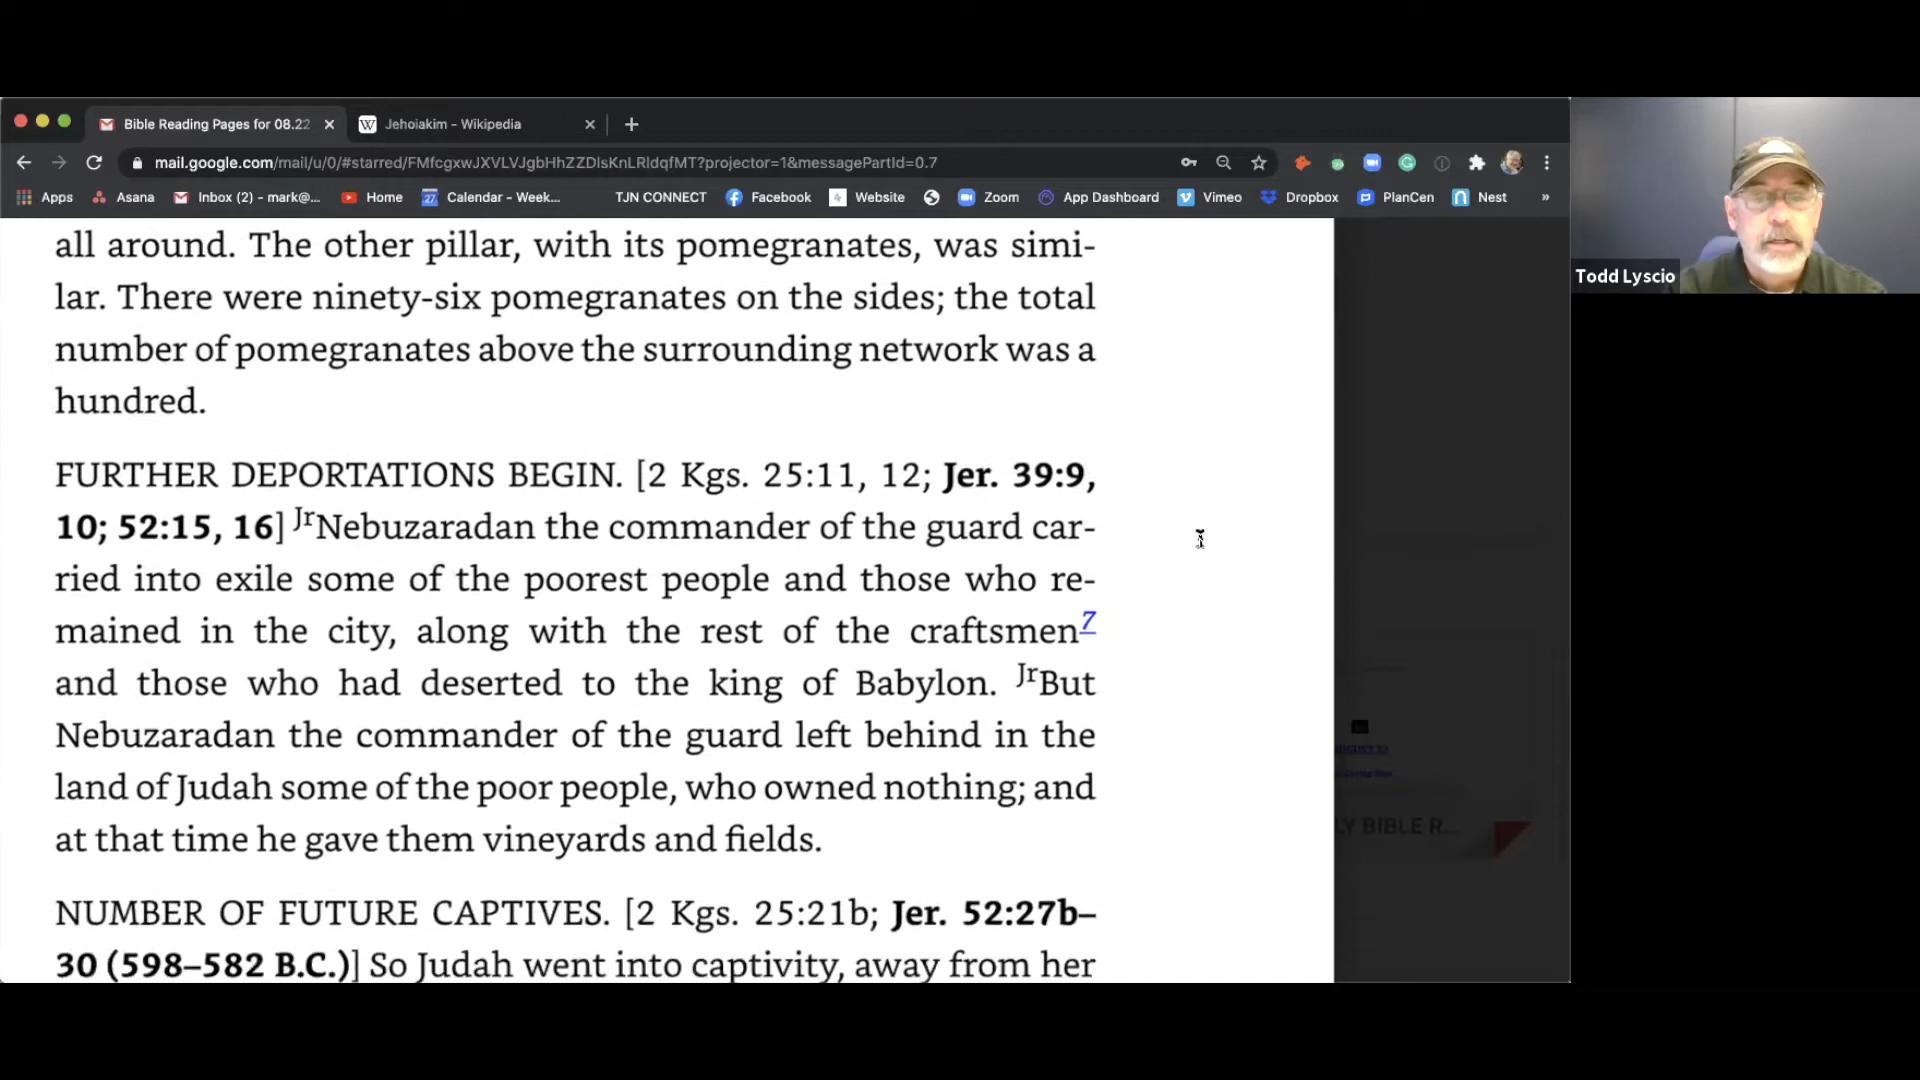 Bible Reading Pages for 08.22
Jehoiakim – Wikipedia
mail.google.com/mail/u/0/#starred/FMfcgxwJXVLVJgbHhZZDlsKnLRldqfMT?projector=1&messagePartId=0.7
Apps Asana Inbox (2) - mark@... Home Calendar - Week... TJN CONNECT Facebook Website Zoom App Dashboard Vimeo Dropbox PlanCen Nest »
all around. The other pillar, with its pomegranates, was simi-
lar. There were ninety-six pomegranates on the sides; the total
number of pomegranates above the surrounding network was a
hundred.
FURTHER DEPORTATIONS BEGIN. [2 Kgs. 25:11, 12; Jer. 39:9,
10; 52:15, 16] JrNebuzaradan the commander of the guard car-
ried into exile some of the poorest people and those who re-
mained in the city, along with the rest of the craftsmen7
and those who had deserted to the king of Babylon. JrBut
Nebuzaradan the commander of the guard left behind in the
land of Judah some of the poor people, who owned nothing; and
at that time he gave them vineyards and fields.
NUMBER OF FUTURE CAPTIVES. [2 Kgs. 25:21b; Jer. 52:27b–
30 (598–582 B.C.)] So Judah went into captivity, away from her
LY BIBLE R...
Todd Lyscio